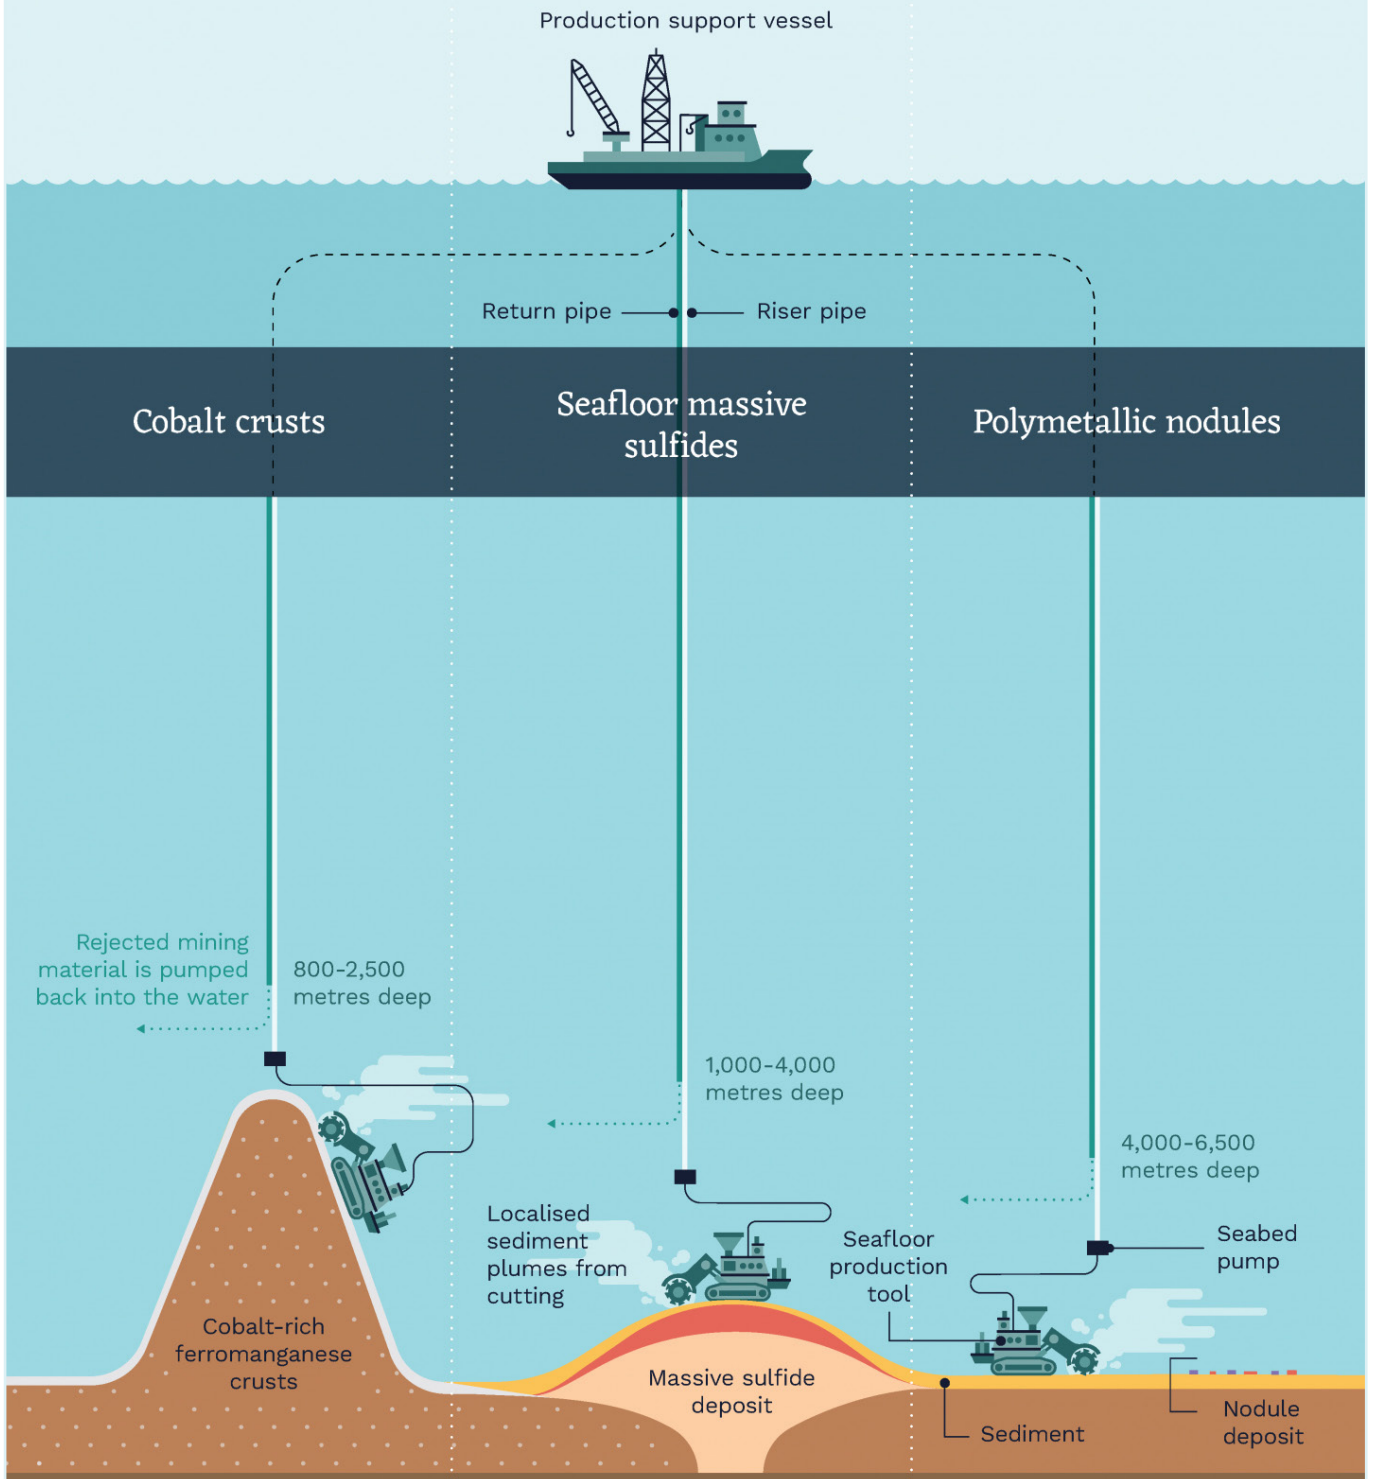 Production support vessel
Return pipe
Riser pipe
Cobalt crusts
Seafloor massive
sulfides
Polymetallic nodules
Rejected mining
material is pumped
back into the water
800-2,500
metres deep
1,000-4,000
metres deep
4,000-6,500
metres deep
Localised
sediment
plumes from
cutting
Seafloor
production
tool
Seabed
pump
Cobalt-rich
ferromanganese
crusts
Massive sulfide
deposit
Sediment
Nodule
deposit